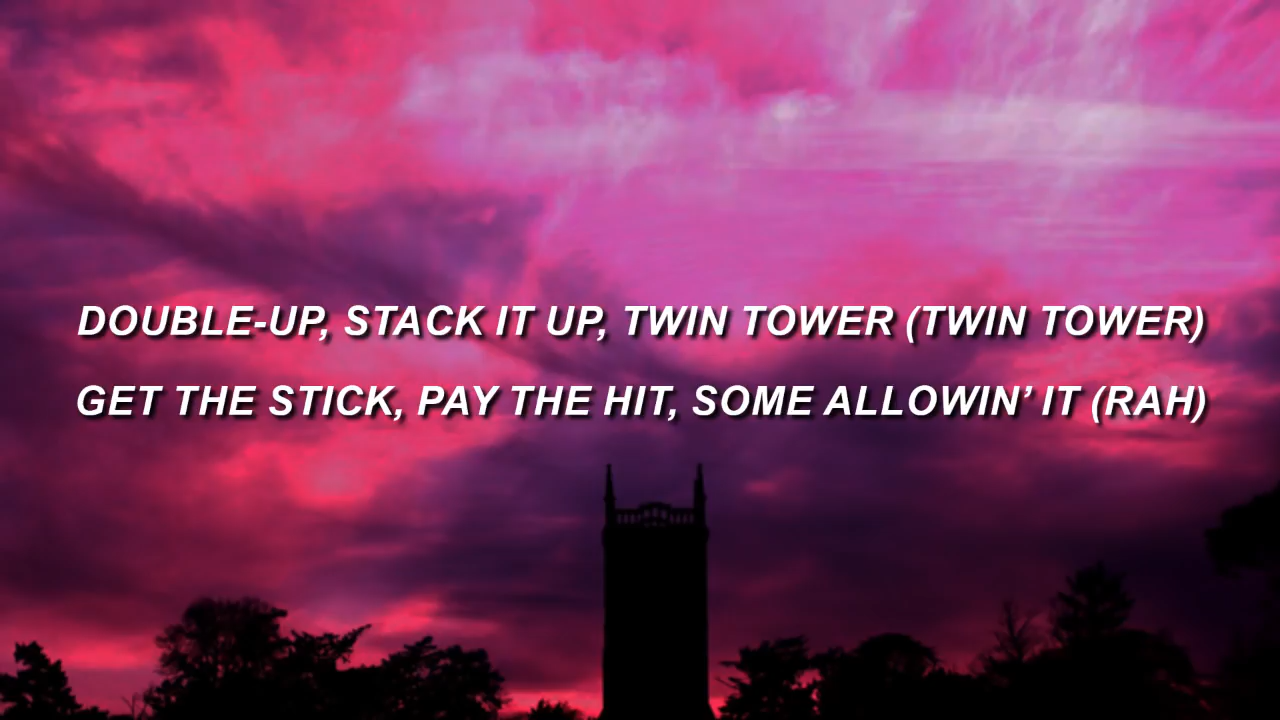 DOUBLE-UP, STACK IT UP, TWIN TOWER (TWIN TOWER)
GET THE STICK, PAY THE HIT, SOME ALLOWIN’ IT (RAH)